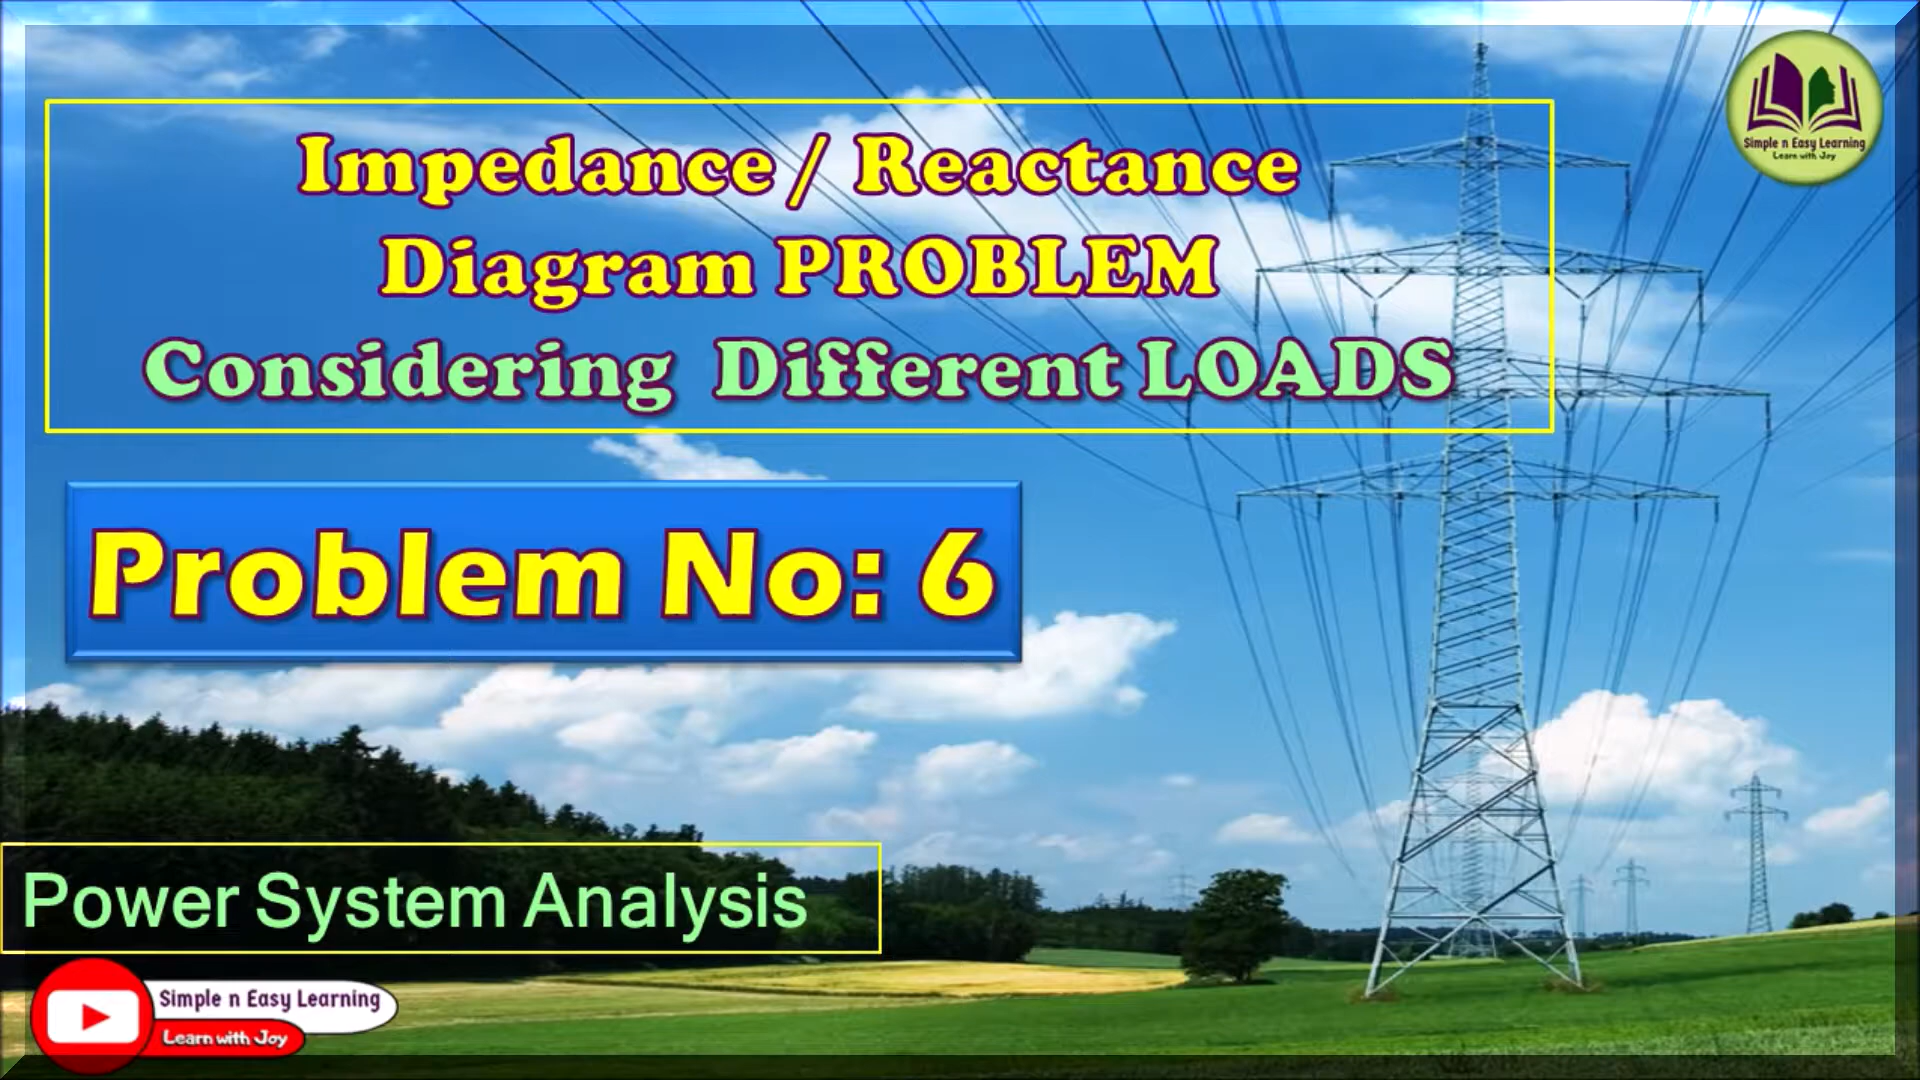 Impedance / Reactance
Diagram PROBLEM
Considering Different LOADS
Simple n Easy Learning
Learn with Joy
Problem No: 6
Power System Analysis
Simple n Easy Learning
Learn with Joy